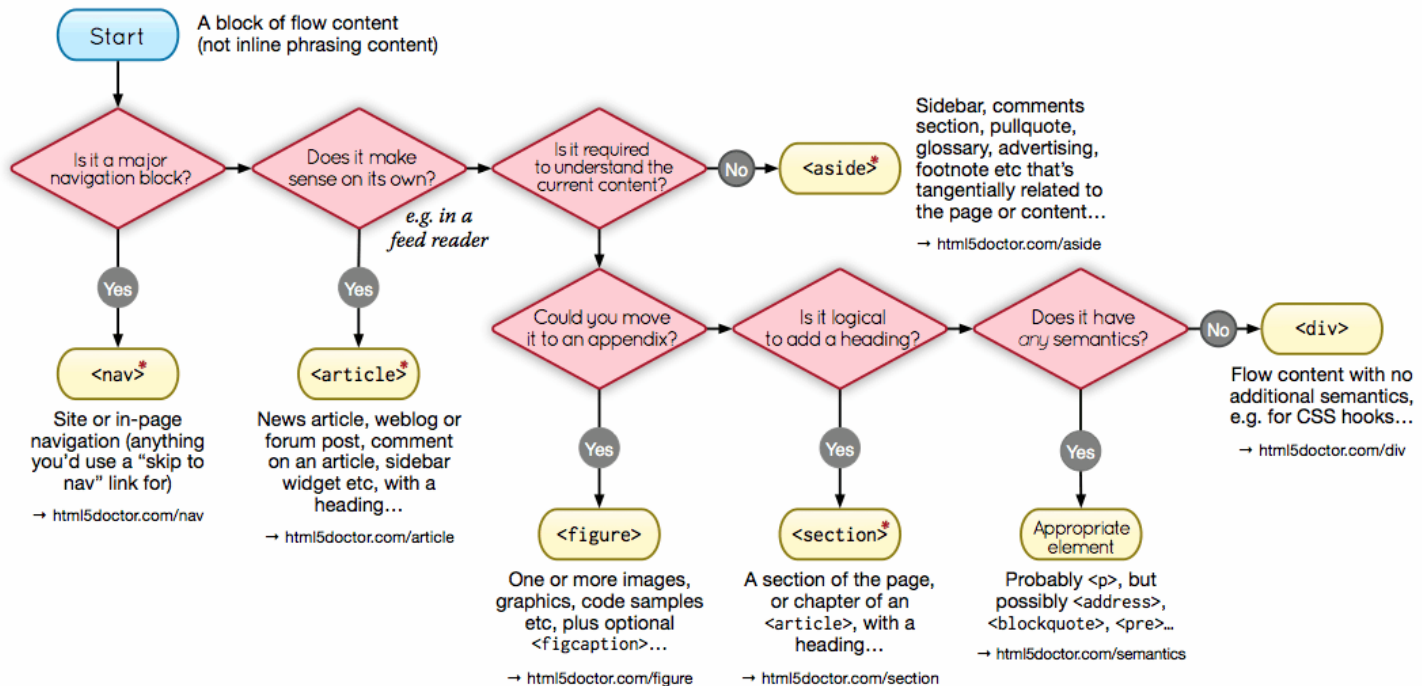 Start
A block of flow content
(not inline phrasing content)
Is it a major
navigation block?
Does it make
sense on its own?
e.g. in a
feed reader
Is it required
to understand the
current content?
No
<aside>*
Sidebar, comments
section, pullquote,
glossary, advertising,
footnote etc that’s
tangentially related to
the page or content…
→ html5doctor.com/aside
Yes
<nav>*
Site or in-page
navigation (anything
you’d use a “skip to
nav” link for)
→ html5doctor.com/nav
Yes
<article>*
News article, weblog or
forum post, comment
on an article, sidebar
widget etc, with a
heading…
→ html5doctor.com/article
Could you move
it to an appendix?
Is it logical
to add a heading?
Does it have
any semantics?
No
<div>
Flow content with no
additional semantics,
e.g. for CSS hooks…
→ html5doctor.com/div
Yes
<figure>
One or more images,
graphics, code samples
etc, plus optional
<figcaption>…
→ html5doctor.com/figure
Yes
<section>*
A section of the page,
or chapter of an
<article>, with a
heading…
→ html5doctor.com/section
Yes
Appropriate
element
Probably <p>, but
possibly <address>,
<blockquote>, <pre>…
→ html5doctor.com/semantics